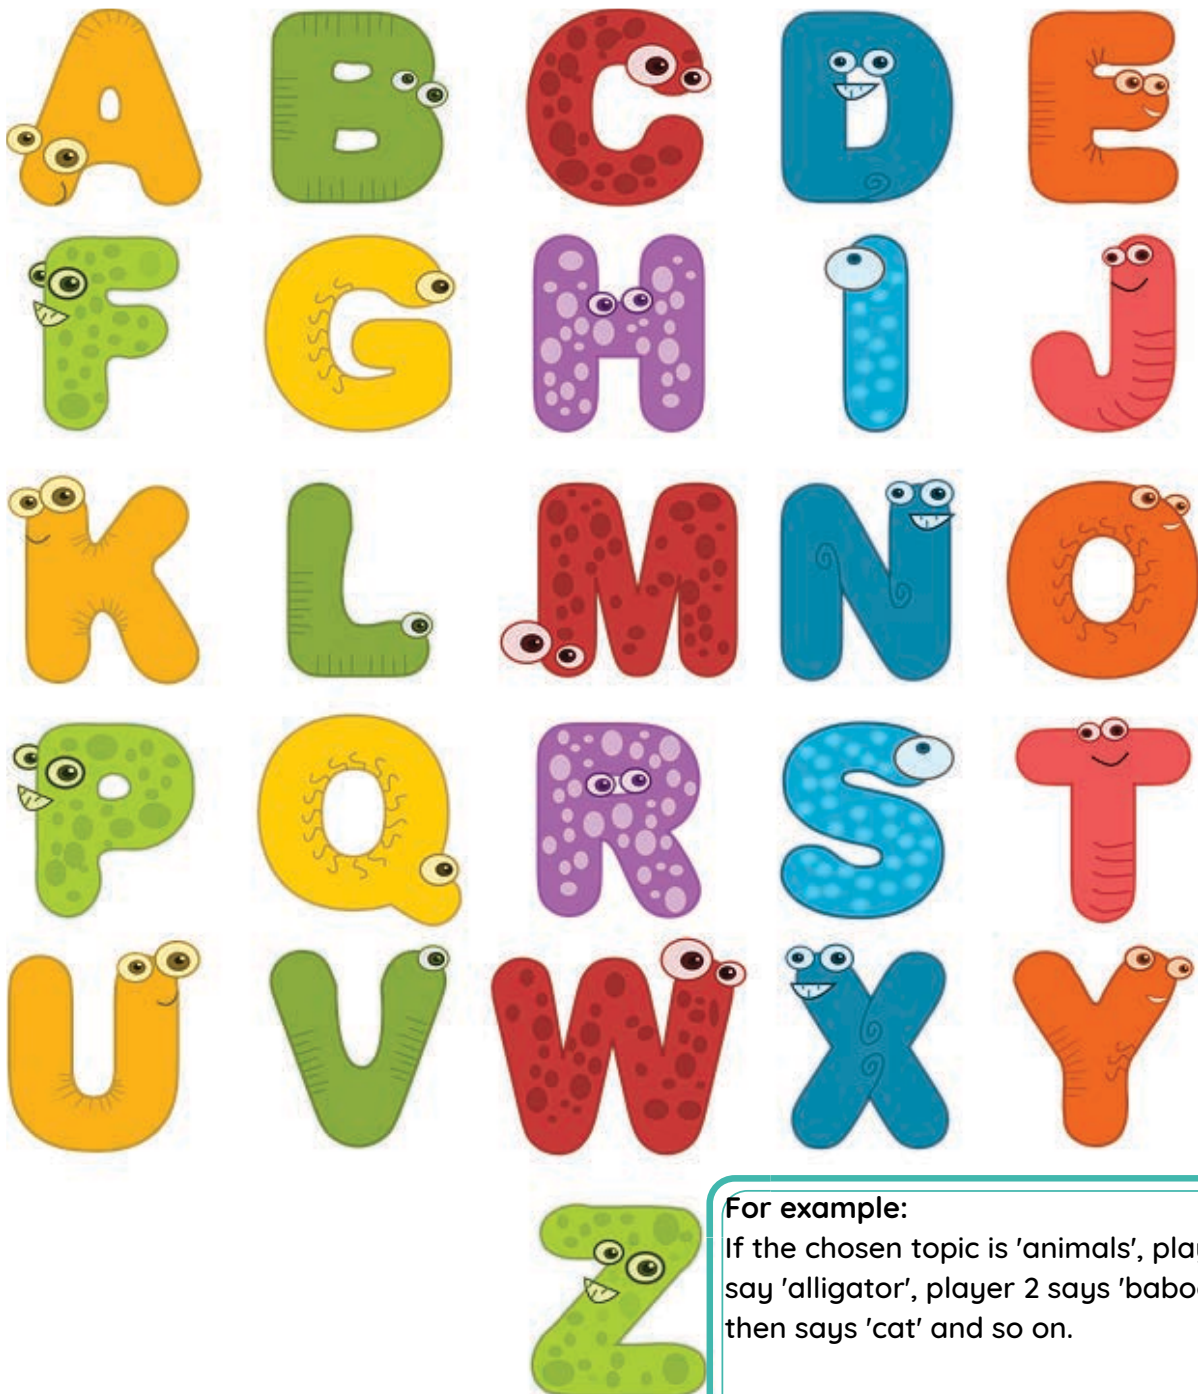 A B C D E
F G H I J
K L M N O
P Q R S T
U V W X Y
Z
For example:
If the chosen topic is 'animals',
say 'alligator', player 2 says
then says 'cat' and so on.